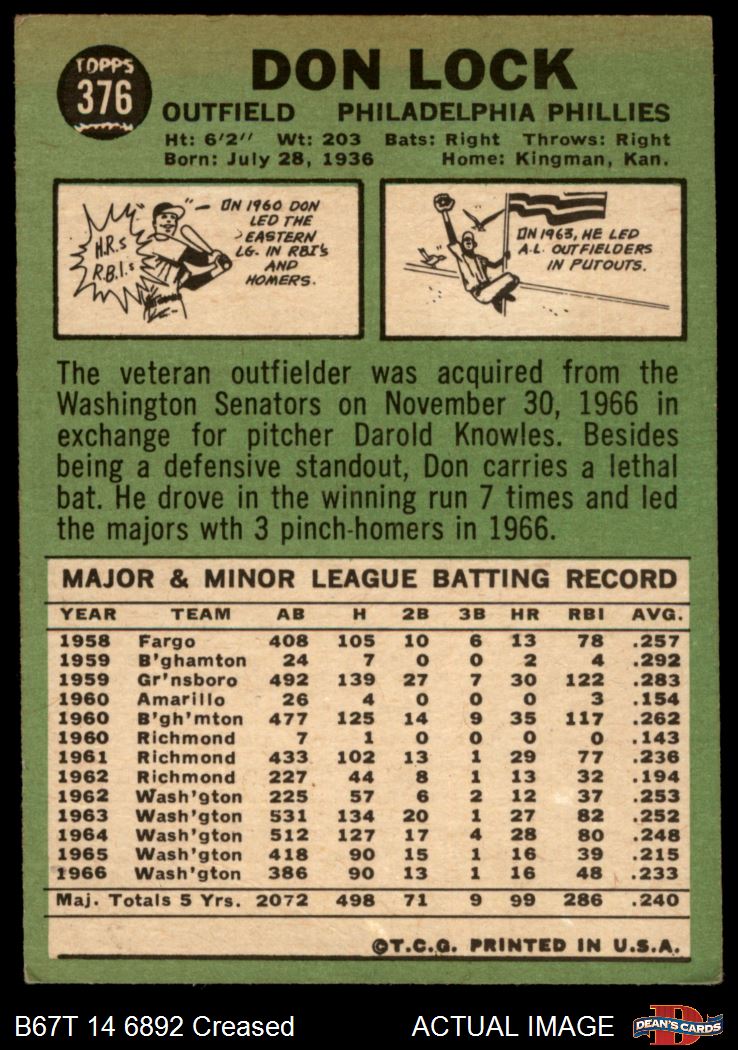 TOPPS
376
DON LOCK
OUTFIELD PHILADELPHIA PHILLIES
Ht: 6'2" Wt: 203 Bats: Right Throws: Right
Born: July 28, 1936 Home: Kingman, Kan.
H.R.s
R.B.I.s
ON 1960 DON
LED THE
EASTERN
LG. IN RBI's
AND
HOMERS.
ON 1963, HE LED
A.L. OUTFIELDERS
IN PUTOUTS.
The veteran outfielder was acquired from the
Washington Senators on November 30, 1966 in
exchange for pitcher Darold Knowles. Besides
being a defensive standout, Don carries a lethal
bat. He drove in the winning run 7 times and led
the majors wth 3 pinch-homers in 1966.
MAJOR & MINOR LEAGUE BATTING RECORD
YEAR TEAM AB H 2B 3B HR RBI AVG.
1958 Fargo 408 105 10 6 13 78 .257
1959 B'ghamton 24 7 0 0 2 4 .292
1959 Gr'nsboro 492 139 27 7 30 122 .283
1960 Amarillo 26 4 0 0 0 3 .154
1960 B'gh'mton 477 125 14 9 35 117 .262
1960 Richmond 7 1 0 0 0 0 .143
1961 Richmond 433 102 13 1 29 77 .236
1962 Richmond 227 44 8 1 13 32 .194
1962 Wash'gton 225 57 6 2 12 37 .253
1963 Wash'gton 531 134 20 1 27 82 .252
1964 Wash'gton 512 127 17 4 28 80 .248
1965 Wash'gton 418 90 15 1 16 39 .215
1966 Wash'gton 386 90 13 1 16 48 .233
Maj. Totals 5 Yrs. 2072 498 71 9 99 286 .240
©T.C.G. PRINTED IN U.S.A.
B67T 14 6892 Creased ACTUAL IMAGE
DEAN'S CARDS